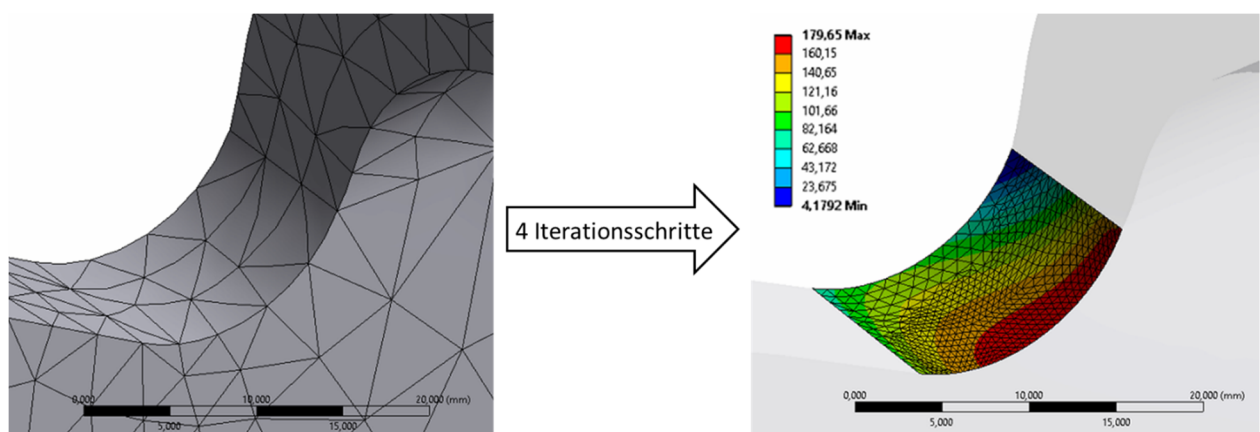 179,65 Max
160,15
140,65
121,16
101,66
82,164
62,668
43,172
23,675
4,1792 Min
4 Iterationsschritte
0,000 10,000 20,000 (mm)
5,000 15,000
0,000 10,000 20,000 (mm)
5,000 15,000